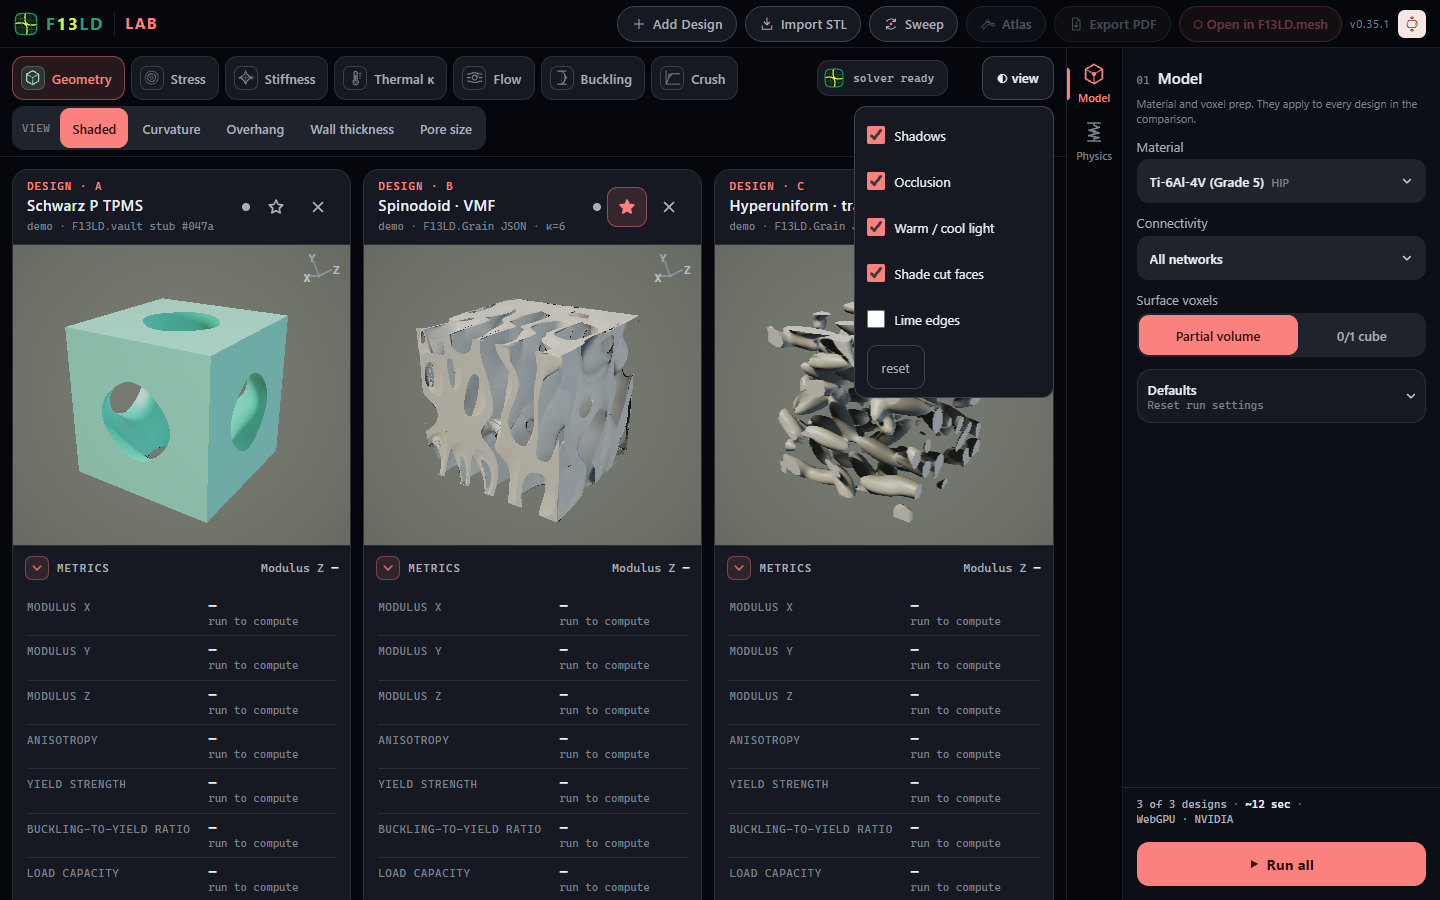 F13LD LAB
Add Design
Import STL
Sweep
Atlas
Export PDF
Open in F13LD.mesh
v0.35.1
Geometry
Stress
Stiffness
Thermal κ
Flow
Buckling
Crush
solver ready
view
VIEW
Shaded
Curvature
Overhang
Wall thickness
Pore size
Shadows
Occlusion
Warm / cool light
Shade cut faces
Lime edges
reset
DESIGN · A
Schwarz P TPMS
demo · F13LD.vault stub #047a
Y
X
Z
METRICS
Modulus Z —
MODULUS X
—
run to compute
MODULUS Y
—
run to compute
MODULUS Z
—
run to compute
ANISOTROPY
—
run to compute
YIELD STRENGTH
—
run to compute
BUCKLING-TO-YIELD RATIO
—
run to compute
LOAD CAPACITY
—
run to compute
DESIGN · B
Spinodoid · VMF
demo · F13LD.Grain JSON · κ=6
Y
X
Z
METRICS
Modulus Z —
MODULUS X
—
run to compute
MODULUS Y
—
run to compute
MODULUS Z
—
run to compute
ANISOTROPY
—
run to compute
YIELD STRENGTH
—
run to compute
BUCKLING-TO-YIELD RATIO
—
run to compute
LOAD CAPACITY
—
run to compute
DESIGN · C
Hyperuniform ·
demo · F13LD.Grain
METRICS
Modulus Z —
MODULUS X
—
run to compute
MODULUS Y
—
run to compute
MODULUS Z
—
run to compute
ANISOTROPY
—
run to compute
YIELD STRENGTH
—
run to compute
BUCKLING-TO-YIELD RATIO
—
run to compute
LOAD CAPACITY
—
run to compute
Model
Physics
01 Model
Material and voxel prep. They apply to every design in the
comparison.
Material
Ti-6Al-4V (Grade 5) HIP
Connectivity
All networks
Surface voxels
Partial volume
0/1 cube
Defaults
Reset run settings
3 of 3 designs · ~12 sec ·
WebGPU · NVIDIA
Run all